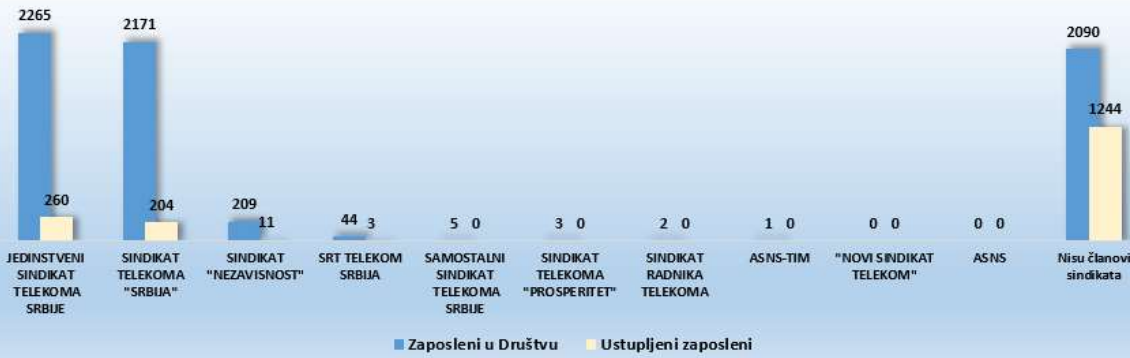 2265
2171
2090
1244
260
204
209
11
44 3
5 0
3 0
2 0
1 0
0 0
0 0
JEDINSTVENI
SINDIKAT
TELEKOMA
SRBIJE
SINDIKAT
TELEKOMA
"SRBIJA"
SINDIKAT
"NEZAVISNOST"
SRT TELEKOM
SRBIJA
SAMOSTALNI
SINDIKAT
TELEKOMA
SRBIJE
SINDIKAT
TELEKOMA
"PROSPERITET"
SINDIKAT
RADNIKA
TELEKOMA
ASNS-TIM
"NOVI SINDIKAT
TELEKOM"
ASNS
Nisu članovi
sindikata
Zaposleni u Društvu
Ustupljeni zaposleni